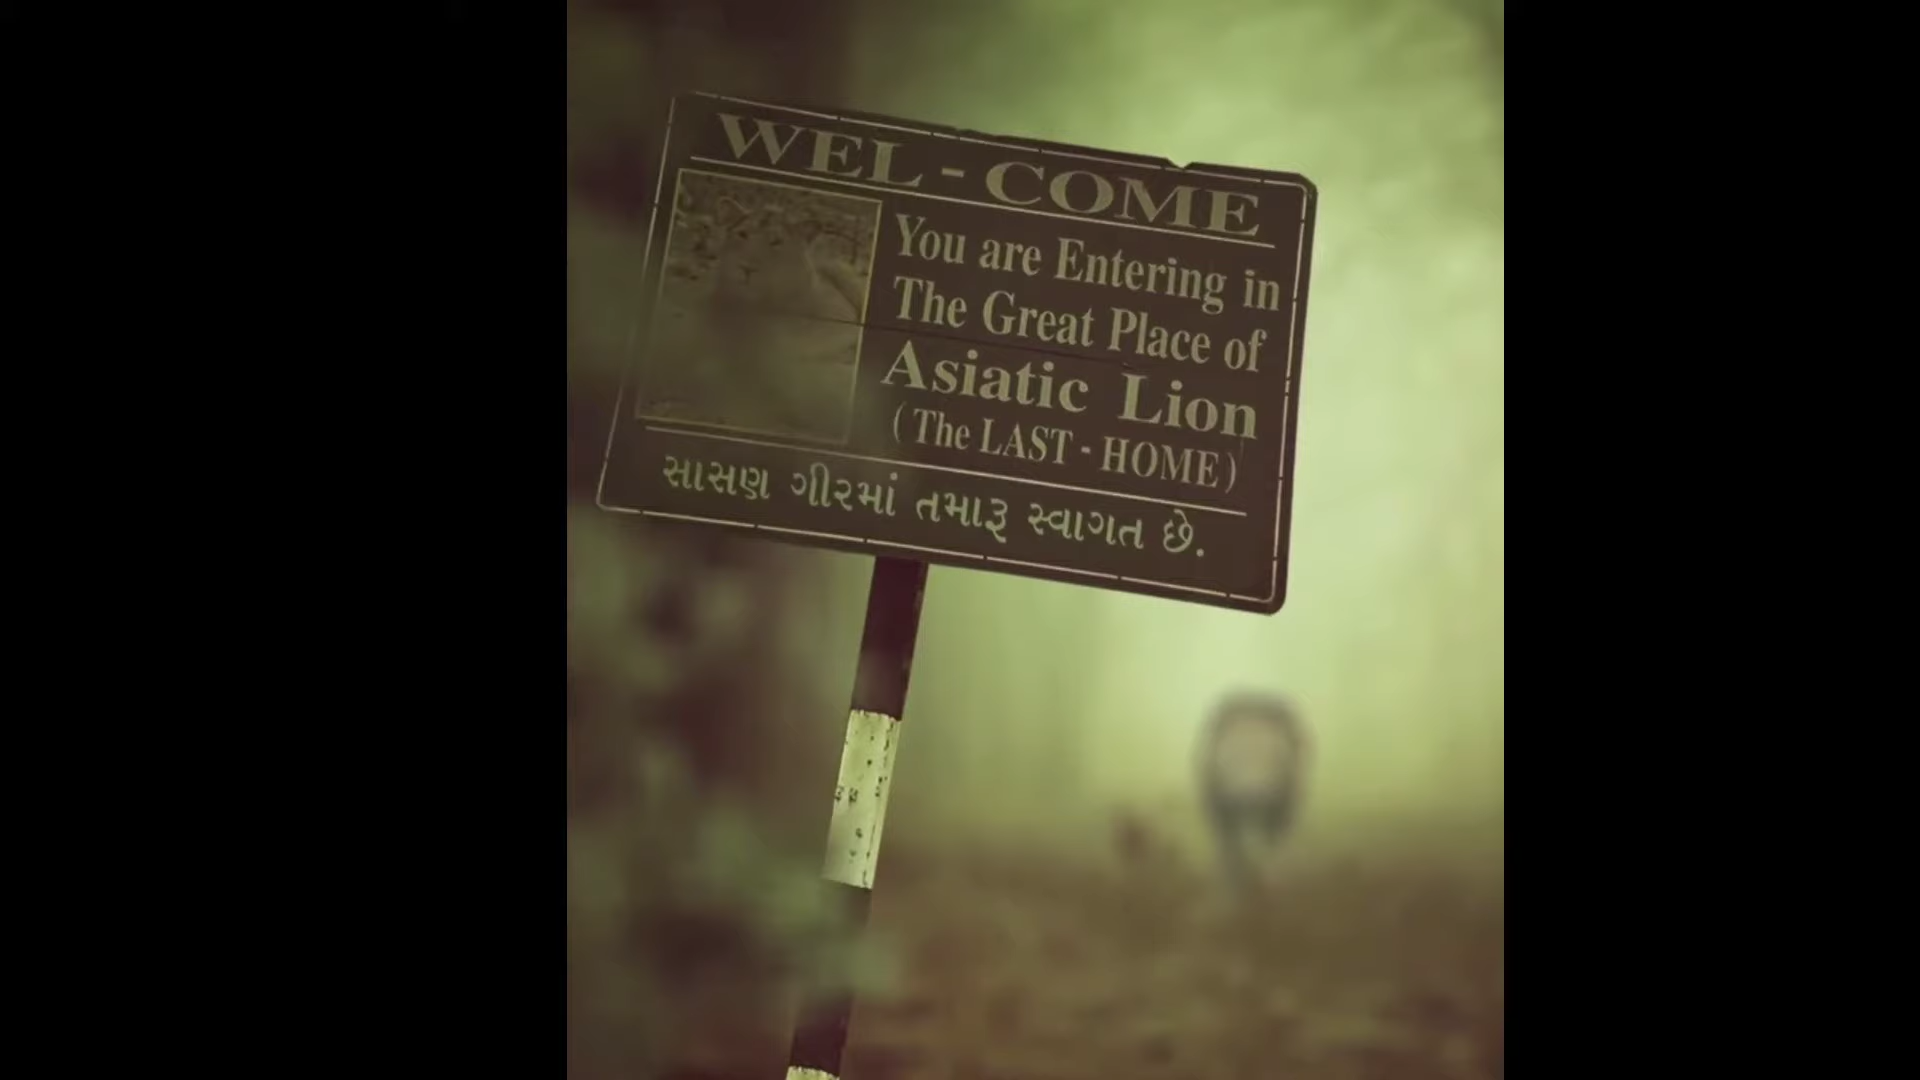 WEL - COME
You are Entering in
The Great Place of
Asiatic Lion
( The LAST - HOME )
સાસણ ગીરમાં તમારૂ સ્વાગત છે.